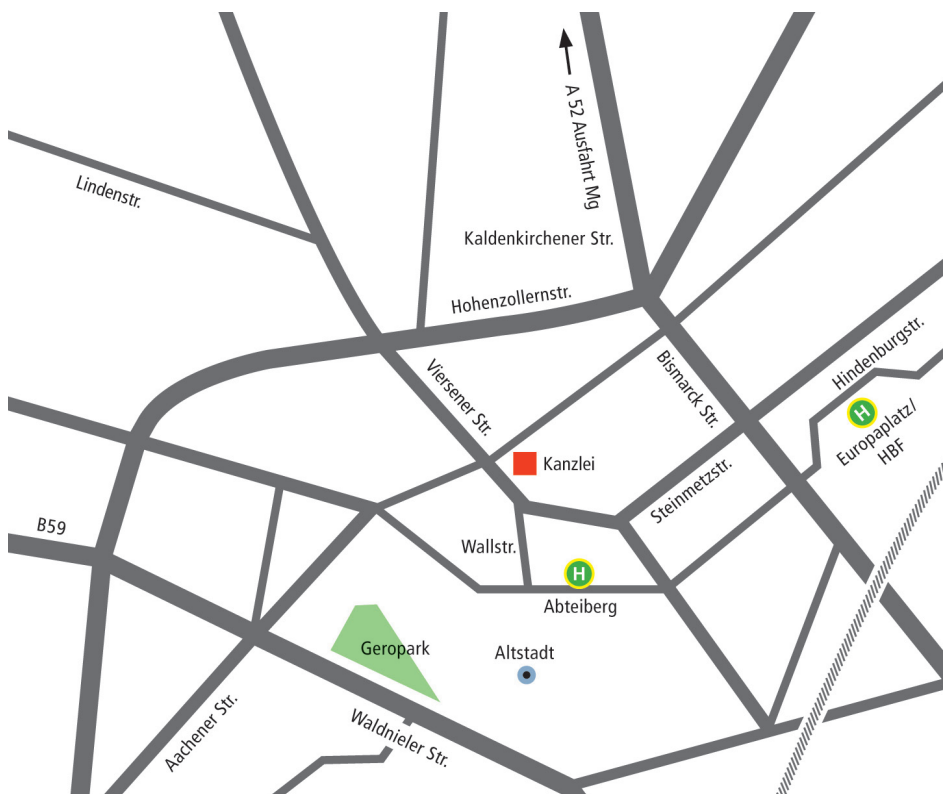 A 52 Ausfahrt Mg
Lindenstr.
Kaldenkirchener Str.
Hohenzollernstr.
Viersener Str.
Bismarck Str.
Hindenburgstr.
H
Europaplatz/
HBF
Kanzlei
Steinmetzstr.
B59
Wallstr.
H
Abteiberg
Geropark
Altstadt
Aachener Str.
Waldnieler Str.